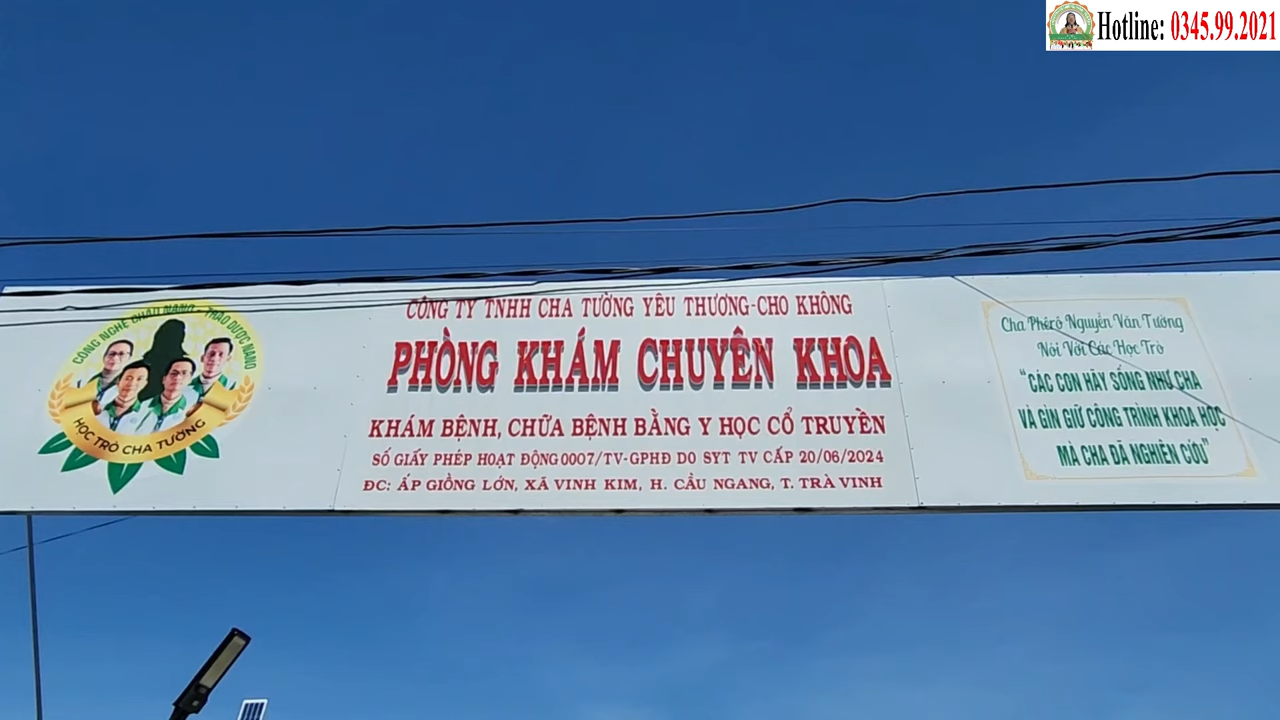 Hotline: 0345.99.2021
CÔNG NGHỆ CHÂU NANO - THẢO DƯỢC NANO
HỌC TRÒ CHA TƯỜNG
CÔNG TY TNHH CHA TƯỜNG YÊU THƯƠNG-CHO KHÔNG
PHÒNG KHÁM CHUYÊN KHOA
KHÁM BỆNH, CHỮA BỆNH BẰNG Y HỌC CỔ TRUYỀN
SỐ GIẤY PHÉP HOẠT ĐỘNG 0007/TV-GPHĐ DO SYT TV CẤP 20/06/2024
ĐC: ẤP GIỒNG LỚN, XÃ VINH KIM, H. CẦU NGANG, T. TRÀ VINH
Cha Phêrô Nguyễn Văn Tường
Nói Với Các Học Trò
"CÁC CON HÃY SỐNG NHƯ CHA
VÀ GÌN GIỮ CÔNG TRÌNH KHOA HỌC
MÀ CHA ĐÃ NGHIÊN CỨU"